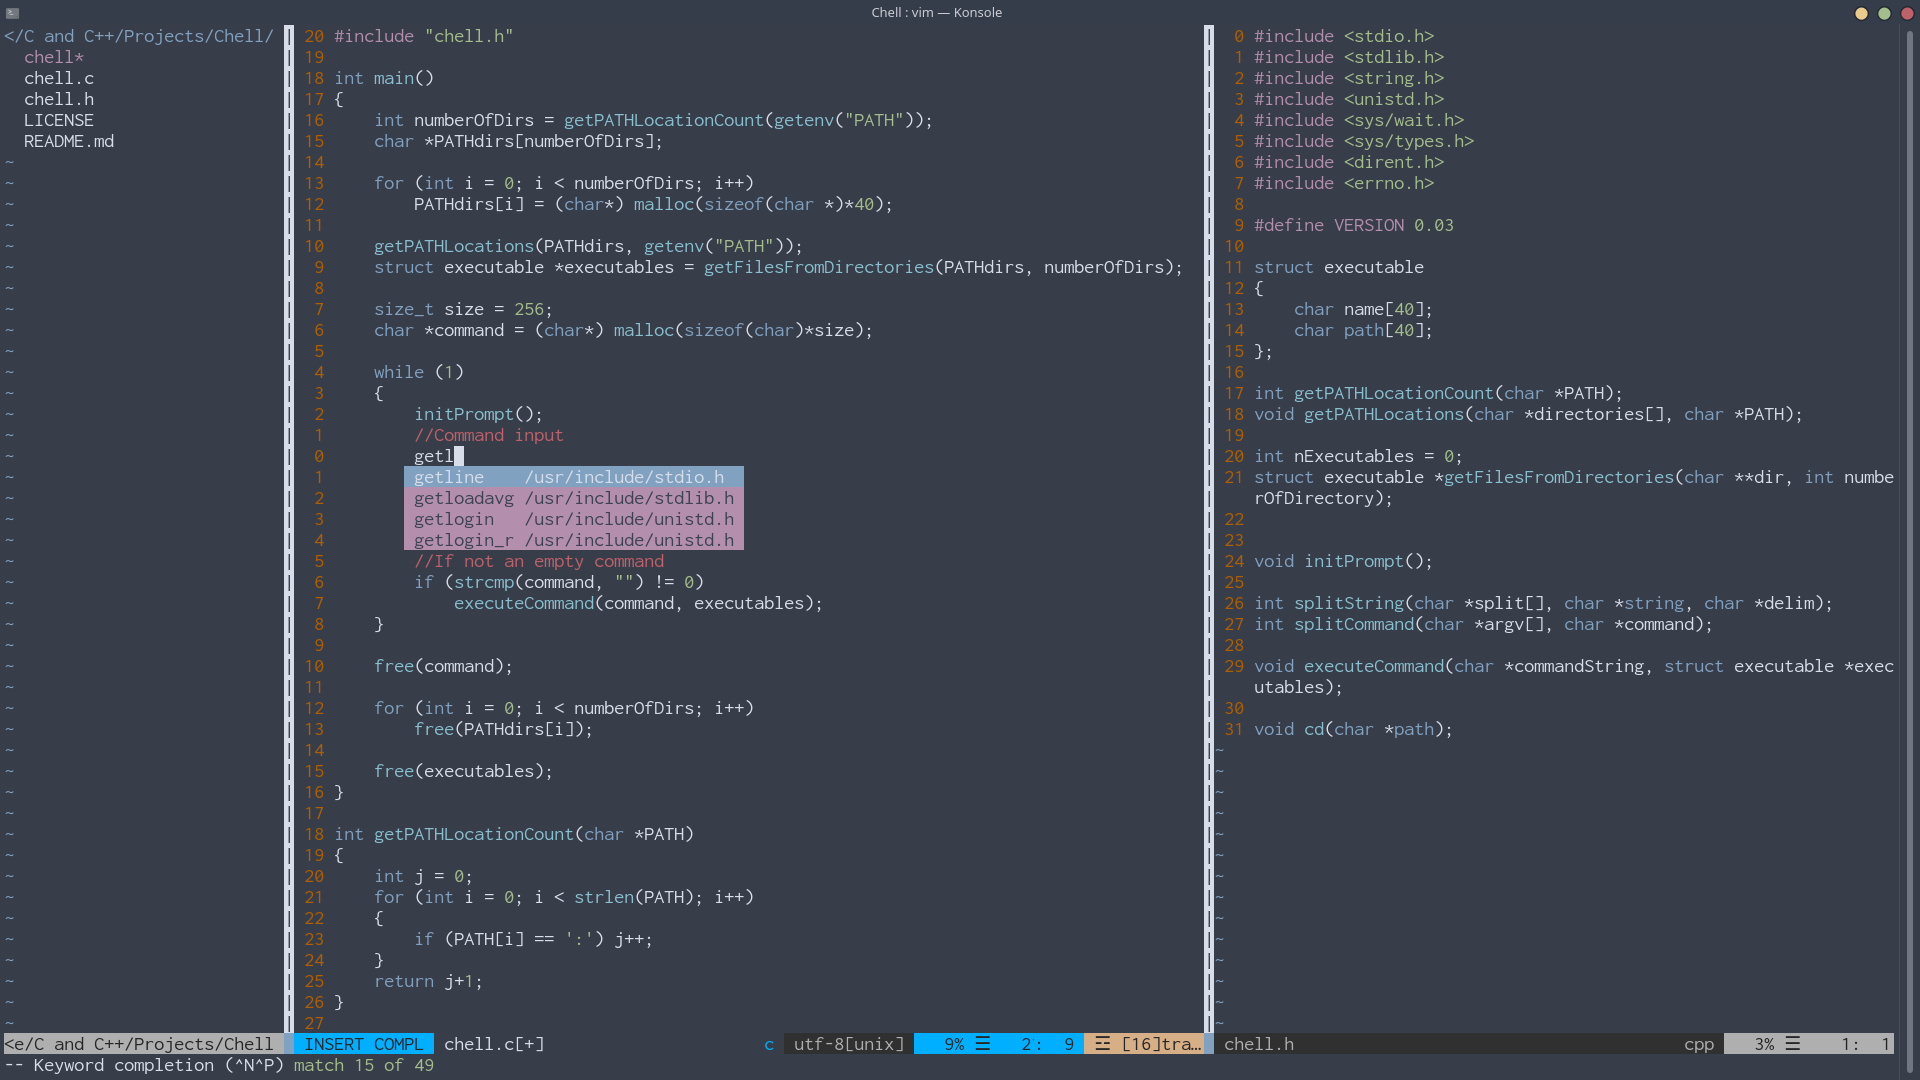 Chell : vim — Konsole
</C and C++/Projects/Chell/
chell*
chell.c
chell.h
LICENSE
README.md
20 #include "chell.h"
19
18 int main()
17 {
16     int numberOfDirs = getPATHLocationCount(getenv("PATH"));
15     char *PATHdirs[numberOfDirs];
14
13     for (int i = 0; i < numberOfDirs; i++)
12         PATHdirs[i] = (char*) malloc(sizeof(char *)*40);
11
10     getPATHLocations(PATHdirs, getenv("PATH"));
9     struct executable *executables = getFilesFromDirectories(PATHdirs, numberOfDirs);
8
7     size_t size = 256;
6     char *command = (char*) malloc(sizeof(char)*size);
5
4     while (1)
3     {
2         initPrompt();
1         //Command input
0         getl
1         getline    /usr/include/stdio.h
2         getloadavg /usr/include/stdlib.h
3         getlogin   /usr/include/unistd.h
4         getlogin_r /usr/include/unistd.h
5         //If not an empty command
6         if (strcmp(command, "") != 0)
7             executeCommand(command, executables);
8     }
9
10     free(command);
11
12     for (int i = 0; i < numberOfDirs; i++)
13         free(PATHdirs[i]);
14
15     free(executables);
16 }
17
18 int getPATHLocationCount(char *PATH)
19 {
20     int j = 0;
21     for (int i = 0; i < strlen(PATH); i++)
22     {
23         if (PATH[i] == ':') j++;
24     }
25     return j+1;
26 }
27
0 #include <stdio.h>
1 #include <stdlib.h>
2 #include <string.h>
3 #include <unistd.h>
4 #include <sys/wait.h>
5 #include <sys/types.h>
6 #include <dirent.h>
7 #include <errno.h>
8
9 #define VERSION 0.03
10
11 struct executable
12 {
13     char name[40];
14     char path[40];
15 };
16
17 int getPATHLocationCount(char *PATH);
18 void getPATHLocations(char *directories[], char *PATH);
19
20 int nExecutables = 0;
21 struct executable *getFilesFromDirectories(char **dir, int numbe
rOfDirectory);
22
23
24 void initPrompt();
25
26 int splitString(char *split[], char *string, char *delim);
27 int splitCommand(char *argv[], char *command);
28
29 void executeCommand(char *commandString, struct executable *exec
utables);
30
31 void cd(char *path);
<e/C and C++/Projects/Chell
INSERT COMPL chell.c[+] c utf-8[unix] 9% ☰ 2: 9 ☲ [16]tra…
chell.h cpp 3% ☰ 1: 1
-- Keyword completion (^N^P) match 15 of 49